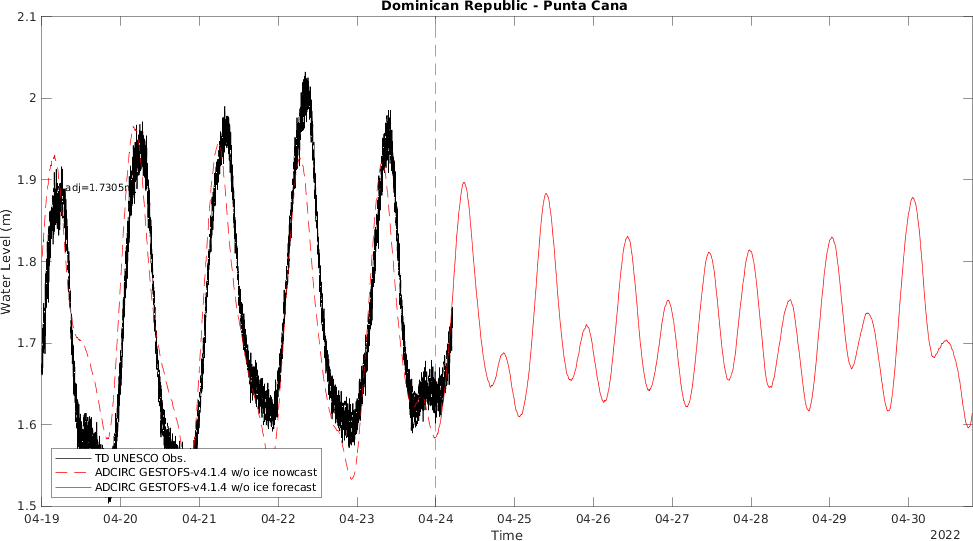 Dominican Republic - Punta Cana
2.1
2
1.9
1.8
1.7
1.6
1.5
Water Level (m)
adj=1.7305m
TD UNESCO Obs.
ADCIRC GESTOFS-v4.1.4 w/o ice nowcast
ADCIRC GESTOFS-v4.1.4 w/o ice forecast
04-19 04-20 04-21 04-22 04-23 04-24 04-25 04-26 04-27 04-28 04-29 04-30
Time
2022